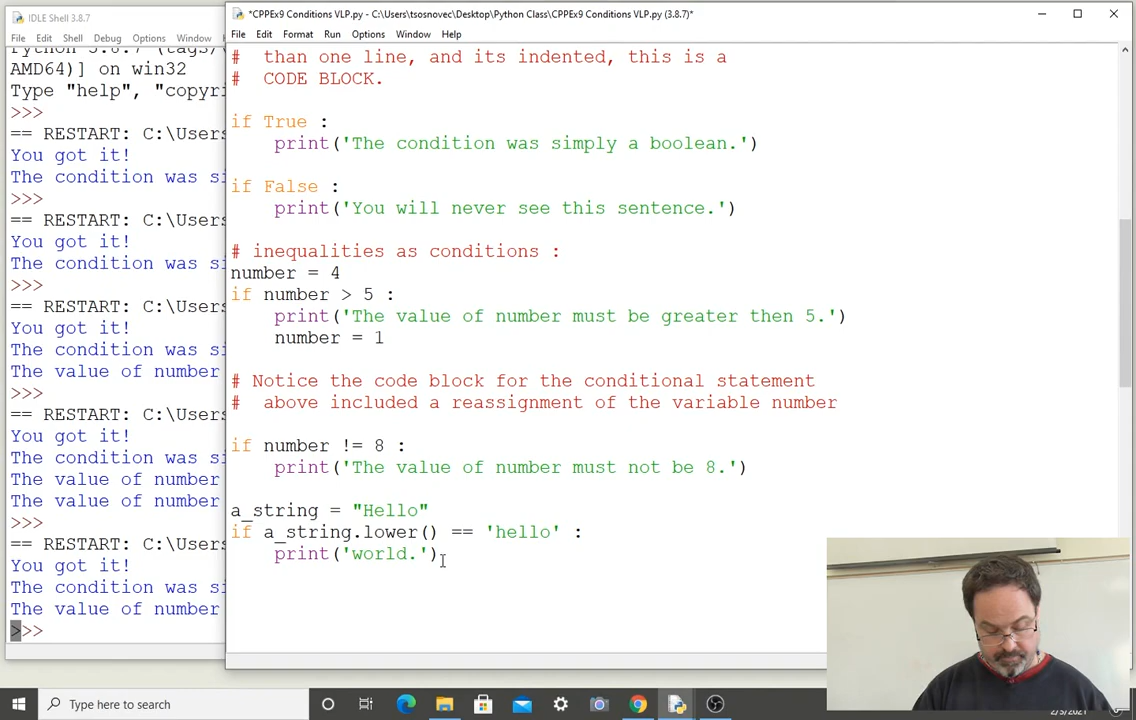 IDLE Shell 3.8.7
File Edit Shell Debug Options Window
AMD64)] on win32
Type "help", "copyri
>>>
== RESTART: C:\Users
You got it!
The condition was si
>>>
== RESTART: C:\Users
You got it!
The condition was si
>>>
== RESTART: C:\Users
You got it!
The condition was si
The value of number
>>>
== RESTART: C:\Users
You got it!
The condition was si
The value of number
The value of number
>>>
== RESTART: C:\Users
You got it!
The condition was si
The value of number
>>>
*CPPEx9 Conditions VLP.py - C:\Users\tsosnovec\Desktop\Python Class\CPPEx9 Conditions VLP.py (3.8.7)*
File Edit Format Run Options Window Help
#  than one line, and its indented, this is a
#  CODE BLOCK.
if True :
    print('The condition was simply a boolean.')
if False :
    print('You will never see this sentence.')
# inequalities as conditions :
number = 4
if number > 5 :
    print('The value of number must be greater then 5.')
    number = 1
# Notice the code block for the conditional statement
#  above included a reassignment of the variable number
if number != 8 :
    print('The value of number must not be 8.')
a_string = "Hello"
if a_string.lower() == 'hello' :
    print('world.')
Type here to search